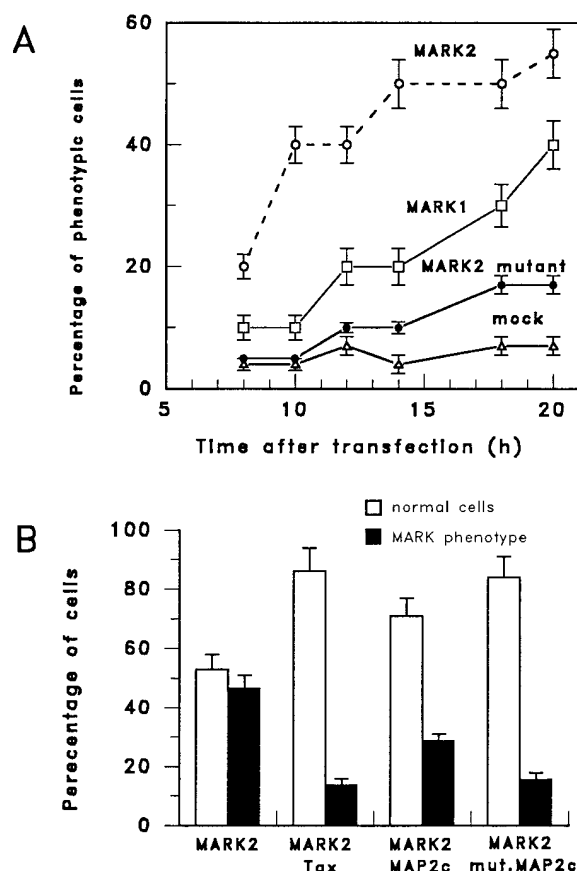 A
Percentage of phenotypic cells
60
40
20
0
MARK2
MARK1
MARK2 mutant
mock
5
10
15
20
Time after transfection (h)
B
normal cells
MARK phenotype
Perecentage of cells
100
80
60
40
20
0
MARK2
MARK2
Tax
MARK2
MAP2c
MARK2
mut.MAP2c